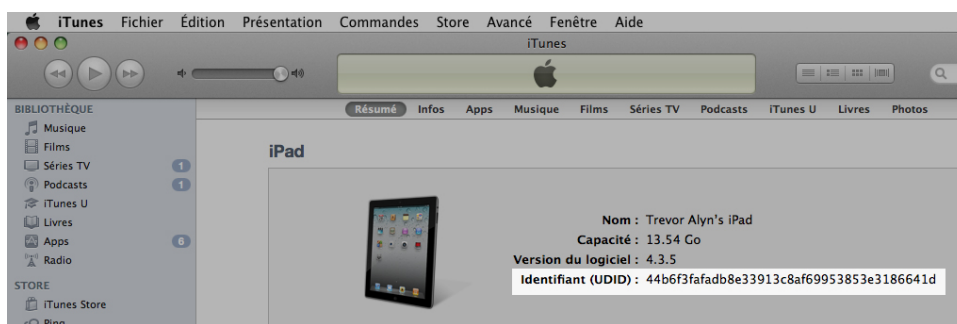 iTunes Fichier Édition Présentation Commandes Store Avancé Fenêtre Aide
iTunes
BIBLIOTHÈQUE
Musique
Films
Séries TV 1
Podcasts 1
iTunes U
Livres
Apps 6
Radio
STORE
iTunes Store
Ping
Résumé Infos Apps Musique Films Séries TV Podcasts iTunes U Livres Photos
iPad
Nom : Trevor Alyn's iPad
Capacité : 13.54 Go
Version du logiciel : 4.3.5
Identifiant (UDID) : 44b6f3fafadb8e33913c8af69953853e3186641d